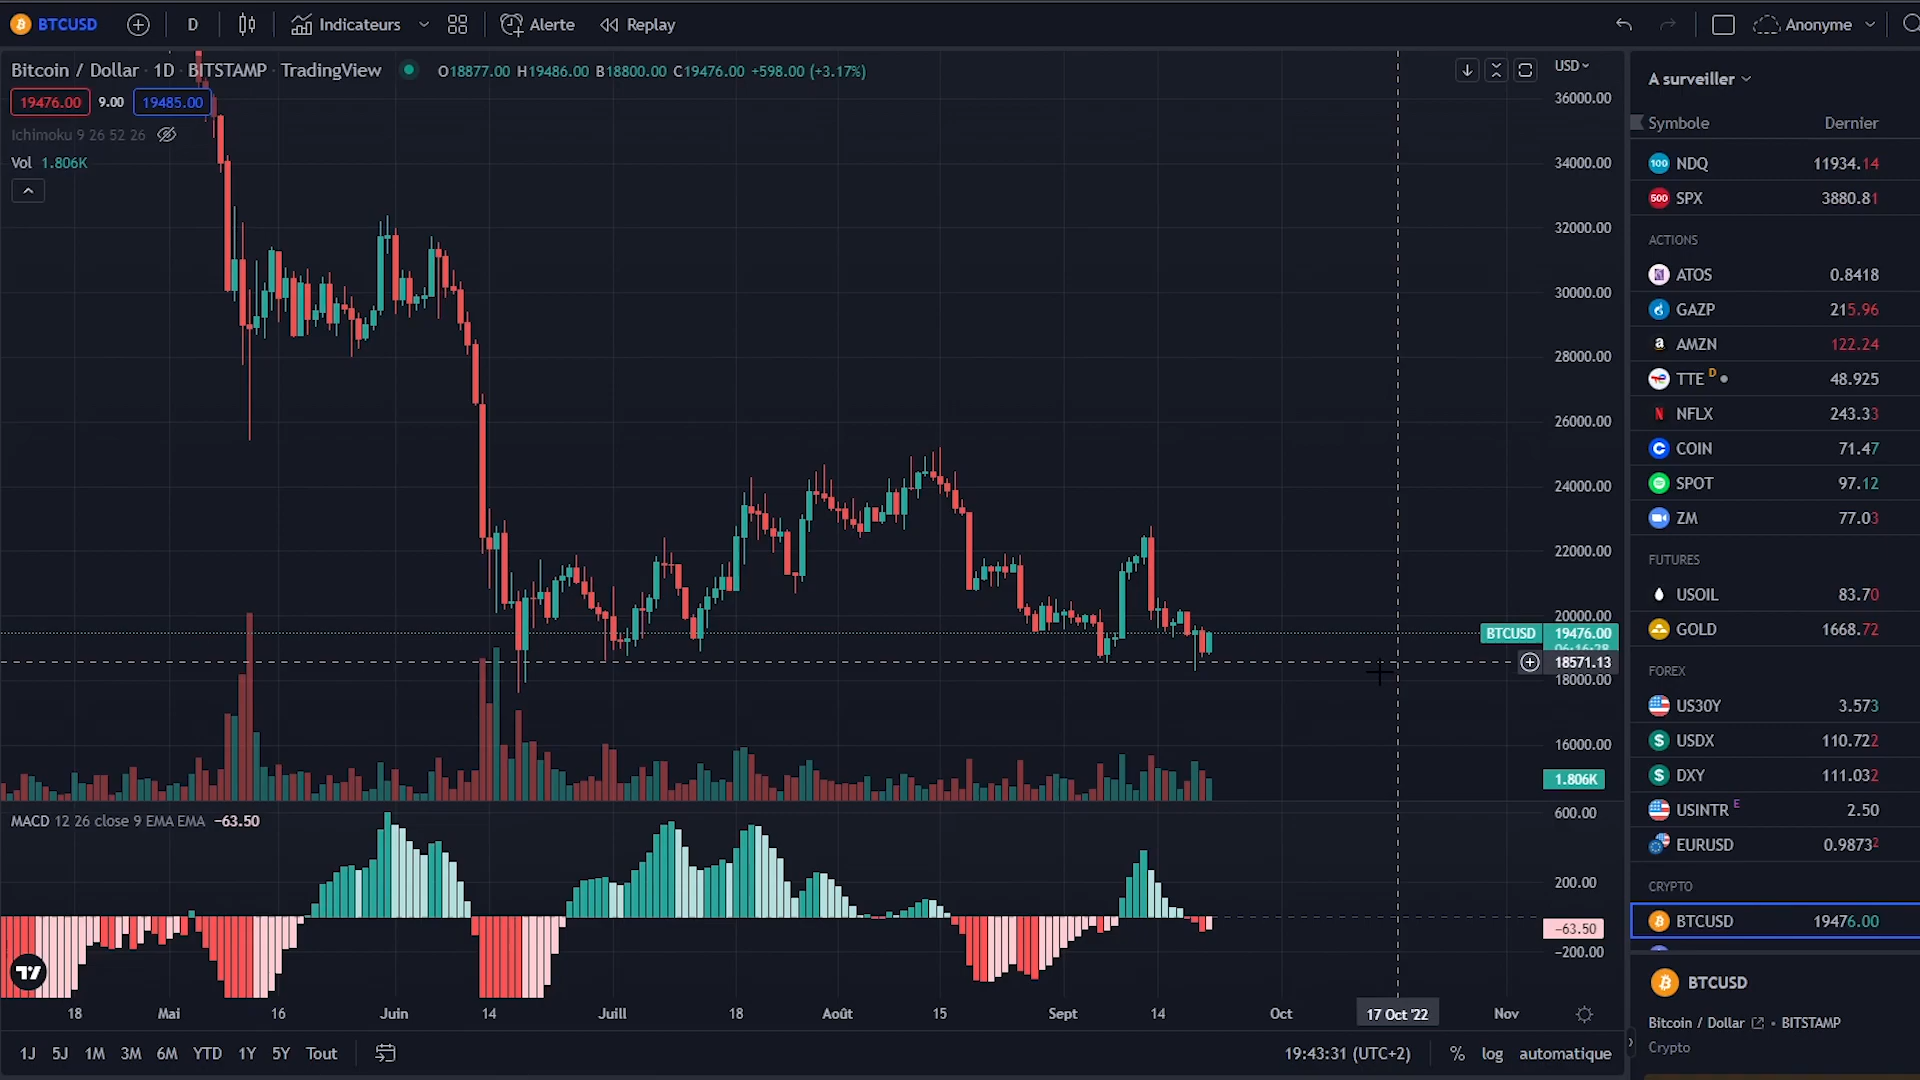 BTCUSD D Indicateurs Alerte Replay Anonyme
Bitcoin / Dollar · 1D · BITSTAMP · TradingView O18877.00 H19486.00 B18800.00 C19476.00 +598.00 (+3.17%)
19476.00 9.00 19485.00
Ichimoku 9 26 52 26
Vol 1.806K
USD
36000.00
34000.00
32000.00
30000.00
28000.00
26000.00
24000.00
22000.00
20000.00
BTCUSD 19476.00
06:16:28
18571.13
18000.00
16000.00
1.806K
MACD 12 26 close 9 EMA EMA −63.50
600.00
200.00
−63.50
−200.00
18 Mai 16 Juin 14 Juill 18 Août 15 Sept 14 Oct 17 Oct '22 Nov
1J 5J 1M 3M 6M YTD 1Y 5Y Tout 19:43:31 (UTC+2) % log automatique
A surveiller
Symbole Dernier
100 NDQ 11934.14
500 SPX 3880.81
ACTIONS
ATOS 0.8418
GAZP 215.96
a AMZN 122.24
TTE D 48.925
N NFLX 243.33
C COIN 71.47
SPOT 97.12
ZM 77.03
FUTURES
USOIL 83.70
GOLD 1668.72
FOREX
US30Y 3.573
$ USDX 110.722
$ DXY 111.032
USINTR E 2.50
EURUSD 0.98732
CRYPTO
BTCUSD 19476.00
BTCUSD
Bitcoin / Dollar • BITSTAMP
Crypto